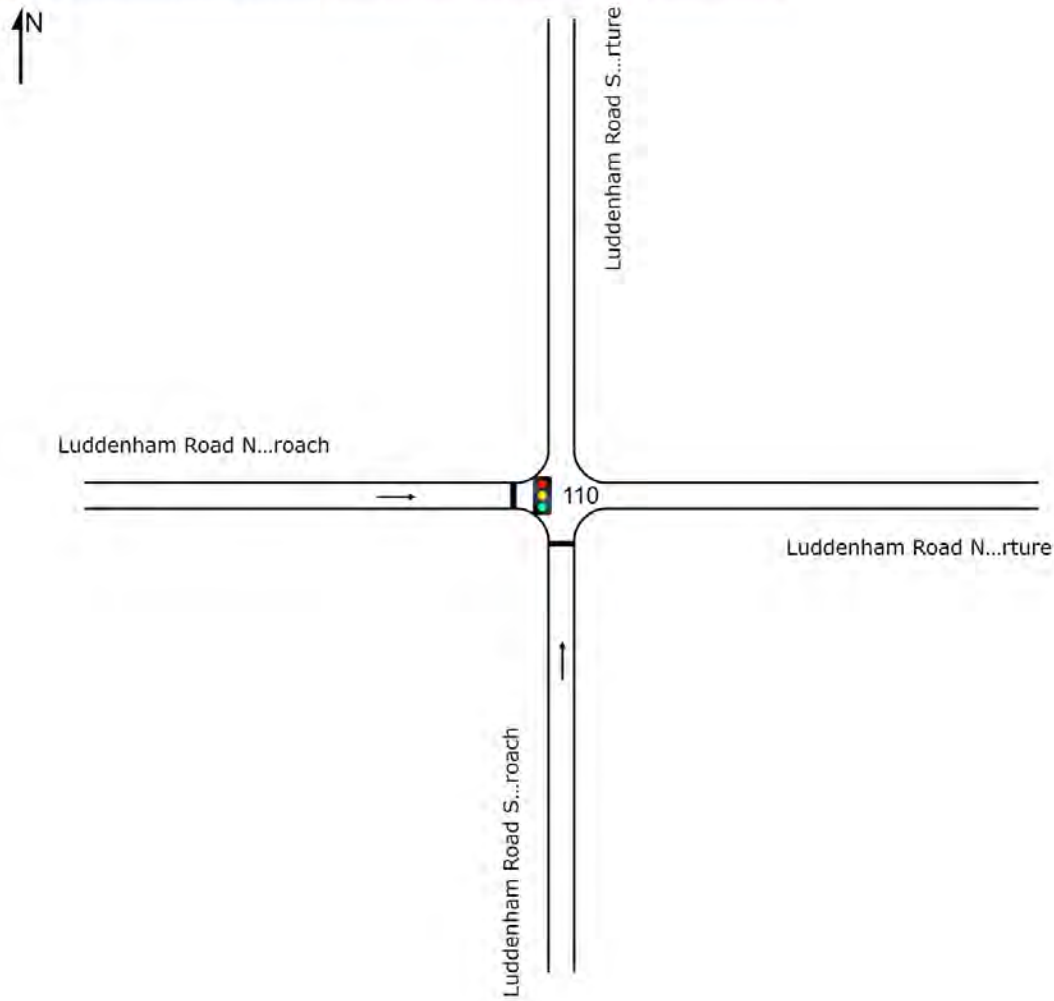 N
Luddenham Road S...rture
Luddenham Road N...roach
110
Luddenham Road N...rture
Luddenham Road S...roach